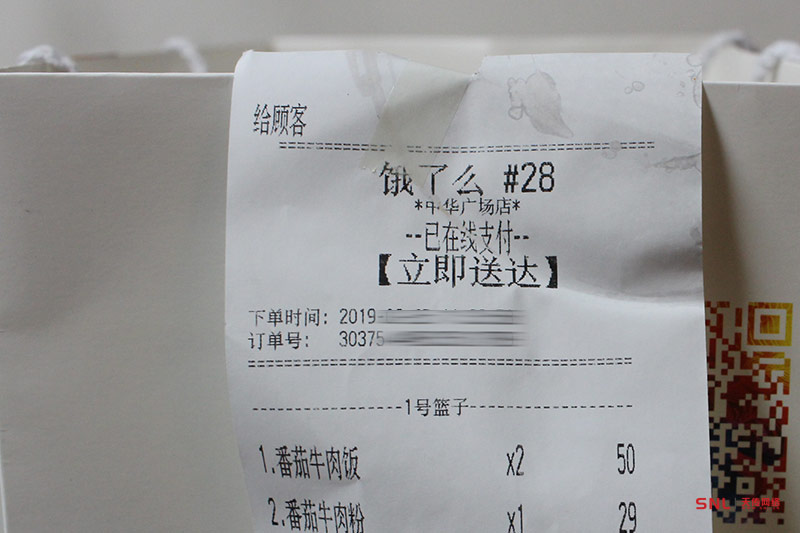 给顾客
饿了么 #28
*中华广场店*
--已在线支付--
【立即送达】
下单时间: 2019-
订单号: 30375
1号篮子
1.番茄牛肉饭 x2 50
2.番茄牛肉粉 x1 29
SNL